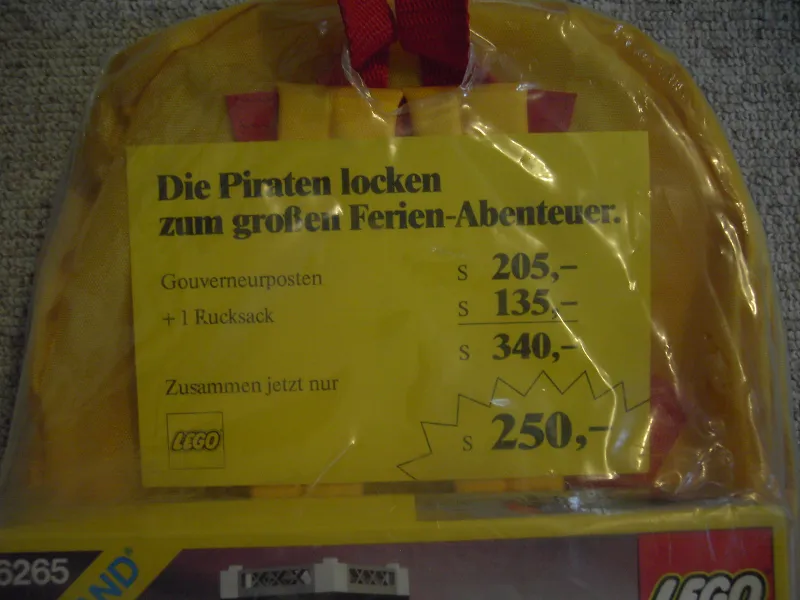 Die Piraten locken
zum großen Ferien-Abenteuer.
Gouverneurposten S 205,–
+ 1 Rucksack S 135,–
S 340,–
Zusammen jetzt nur
LEGO S 250,–
6265
LEGO